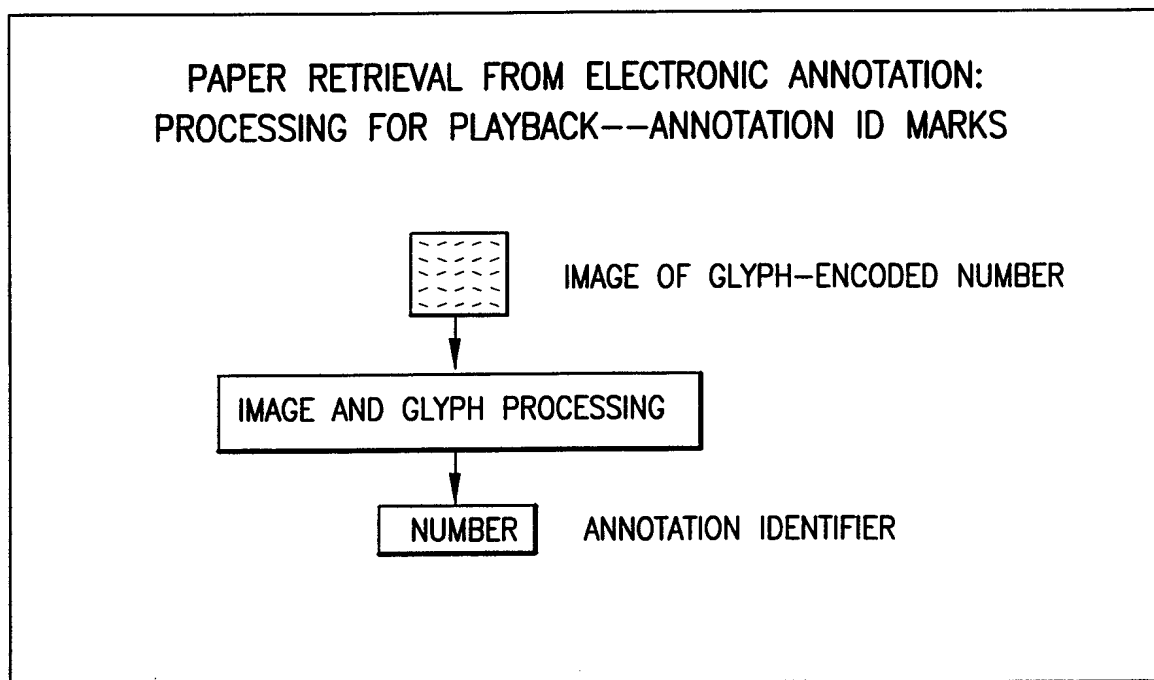 PAPER RETRIEVAL FROM ELECTRONIC ANNOTATION:
PROCESSING FOR PLAYBACK--ANNOTATION ID MARKS
IMAGE OF GLYPH-ENCODED NUMBER
IMAGE AND GLYPH PROCESSING
NUMBER ANNOTATION IDENTIFIER